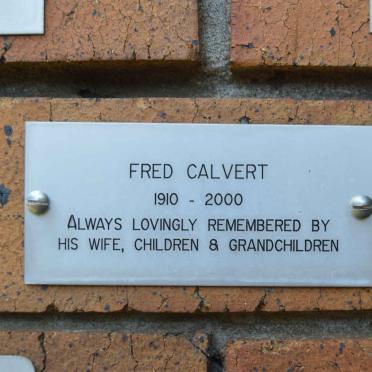 FRED CALVERT
1910 - 2000
ALWAYS LOVINGLY REMEMBERED BY
HIS WIFE, CHILDREN & GRANDCHILDREN